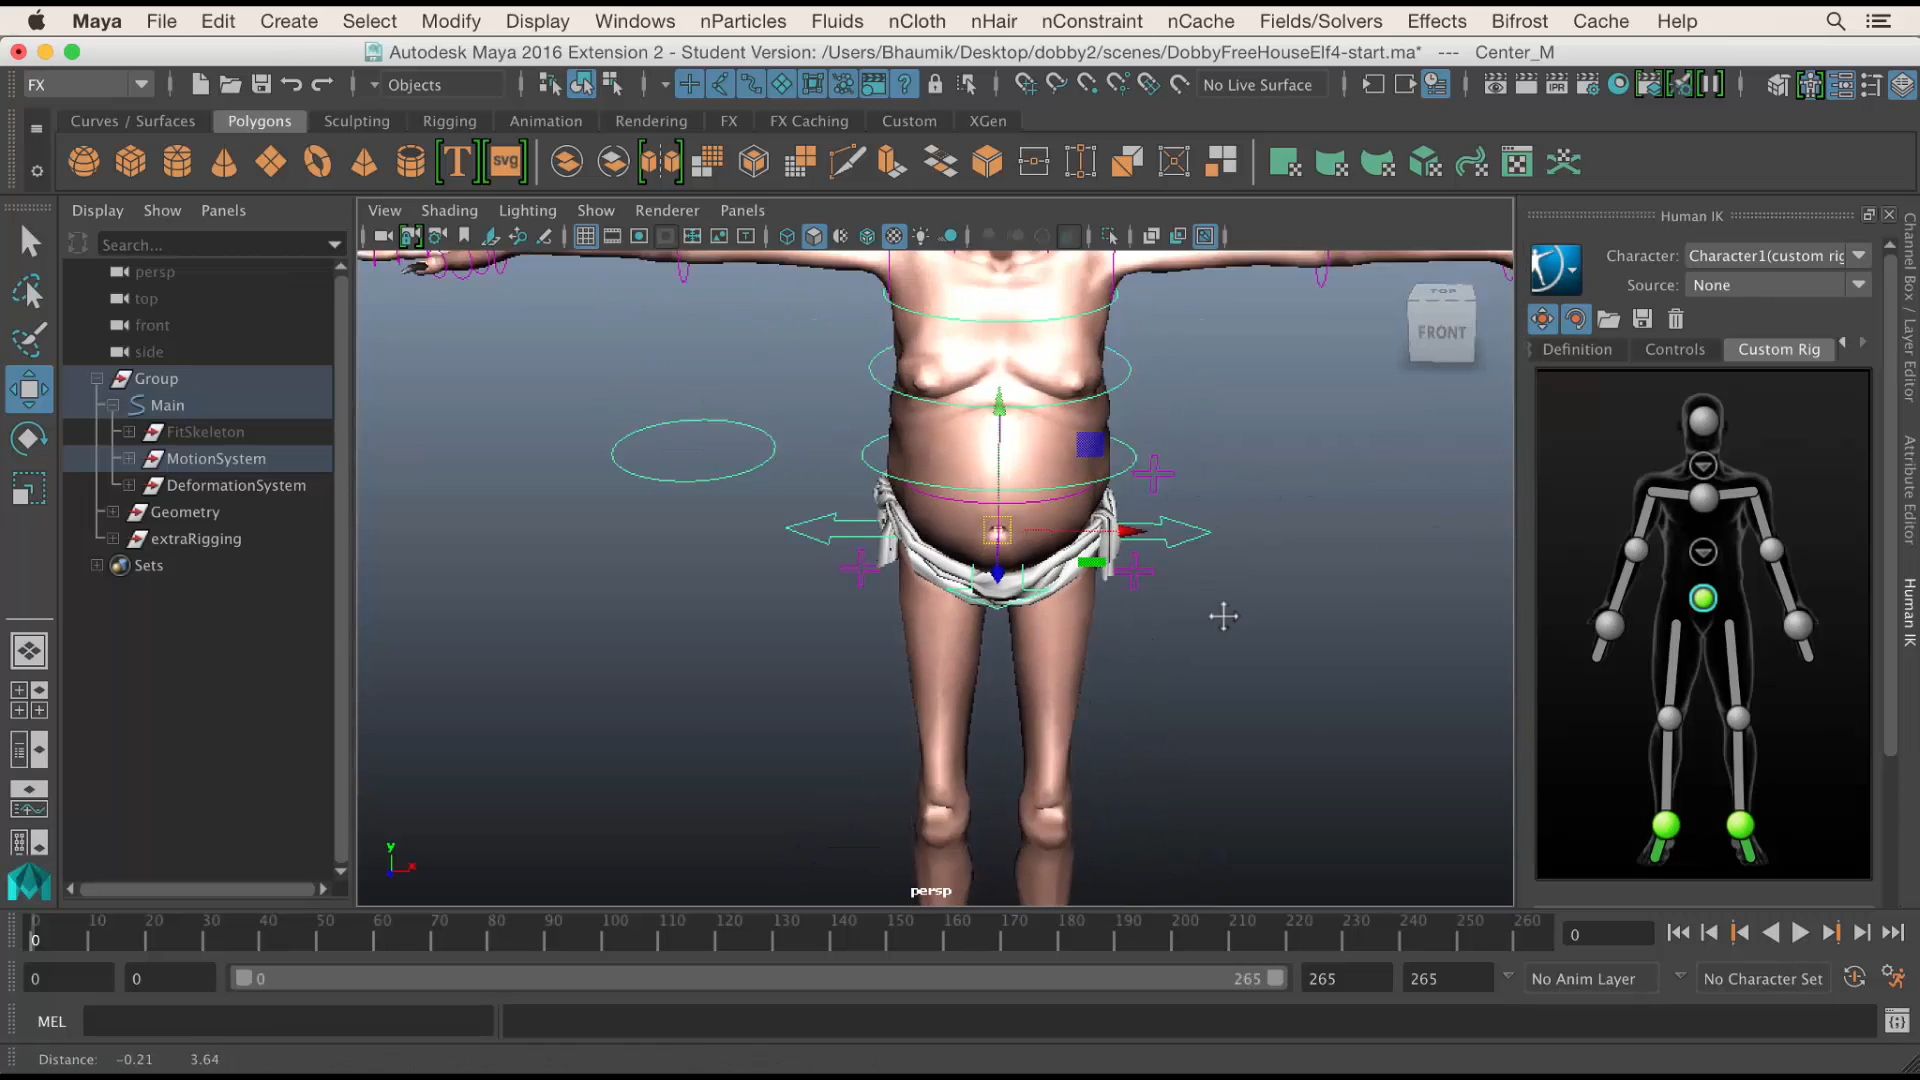 Maya File Edit Create Select Modify Display Windows nParticles Fluids nCloth nHair nConstraint nCache Fields/Solvers Effects Bifrost Cache Help
Autodesk Maya 2016 Extension 2 - Student Version: /Users/Bhaumik/Desktop/dobby2/scenes/DobbyFreeHouseElf4-start.ma* --- Center_M
FX Objects No Live Surface IPR
Curves / Surfaces Polygons Sculpting Rigging Animation Rendering FX FX Caching Custom XGen
T svg
Display Show Panels
Search...
persp
top
front
side
Group
Main
FitSkeleton
MotionSystem
DeformationSystem
Geometry
extraRigging
Sets
View Shading Lighting Show Renderer Panels
TOP
FRONT
y
x
persp
Human IK
Character: Character1(custom rig
Source: None
Definition Controls Custom Rig
Channel Box / Layer Editor
Attribute Editor
Human IK
0 10 20 30 40 50 60 70 80 90 100 110 120 130 140 150 160 170 180 190 200 210 220 230 240 250 260
0 0
0 0 0 265 265 265 No Anim Layer No Character Set
MEL
Distance: -0.21 3.64